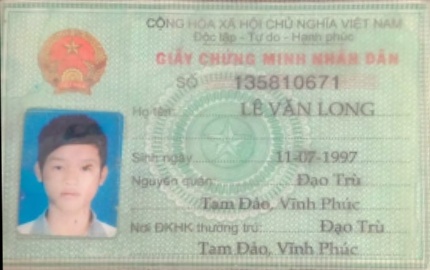 CỘNG HÒA XÃ HỘI CHỦ NGHĨA VIỆT NAM
Độc lập - Tự do - Hạnh phúc
GIẤY CHỨNG MINH NHÂN DÂN
SỐ 135810671
Họ tên: LÊ VĂN LONG
Sinh ngày 11-07-1997
Nguyên quán Đạo Trù
Tam Đảo, Vĩnh Phúc
Nơi ĐKHK thường trú: Đạo Trù
Tam Đảo, Vĩnh Phúc